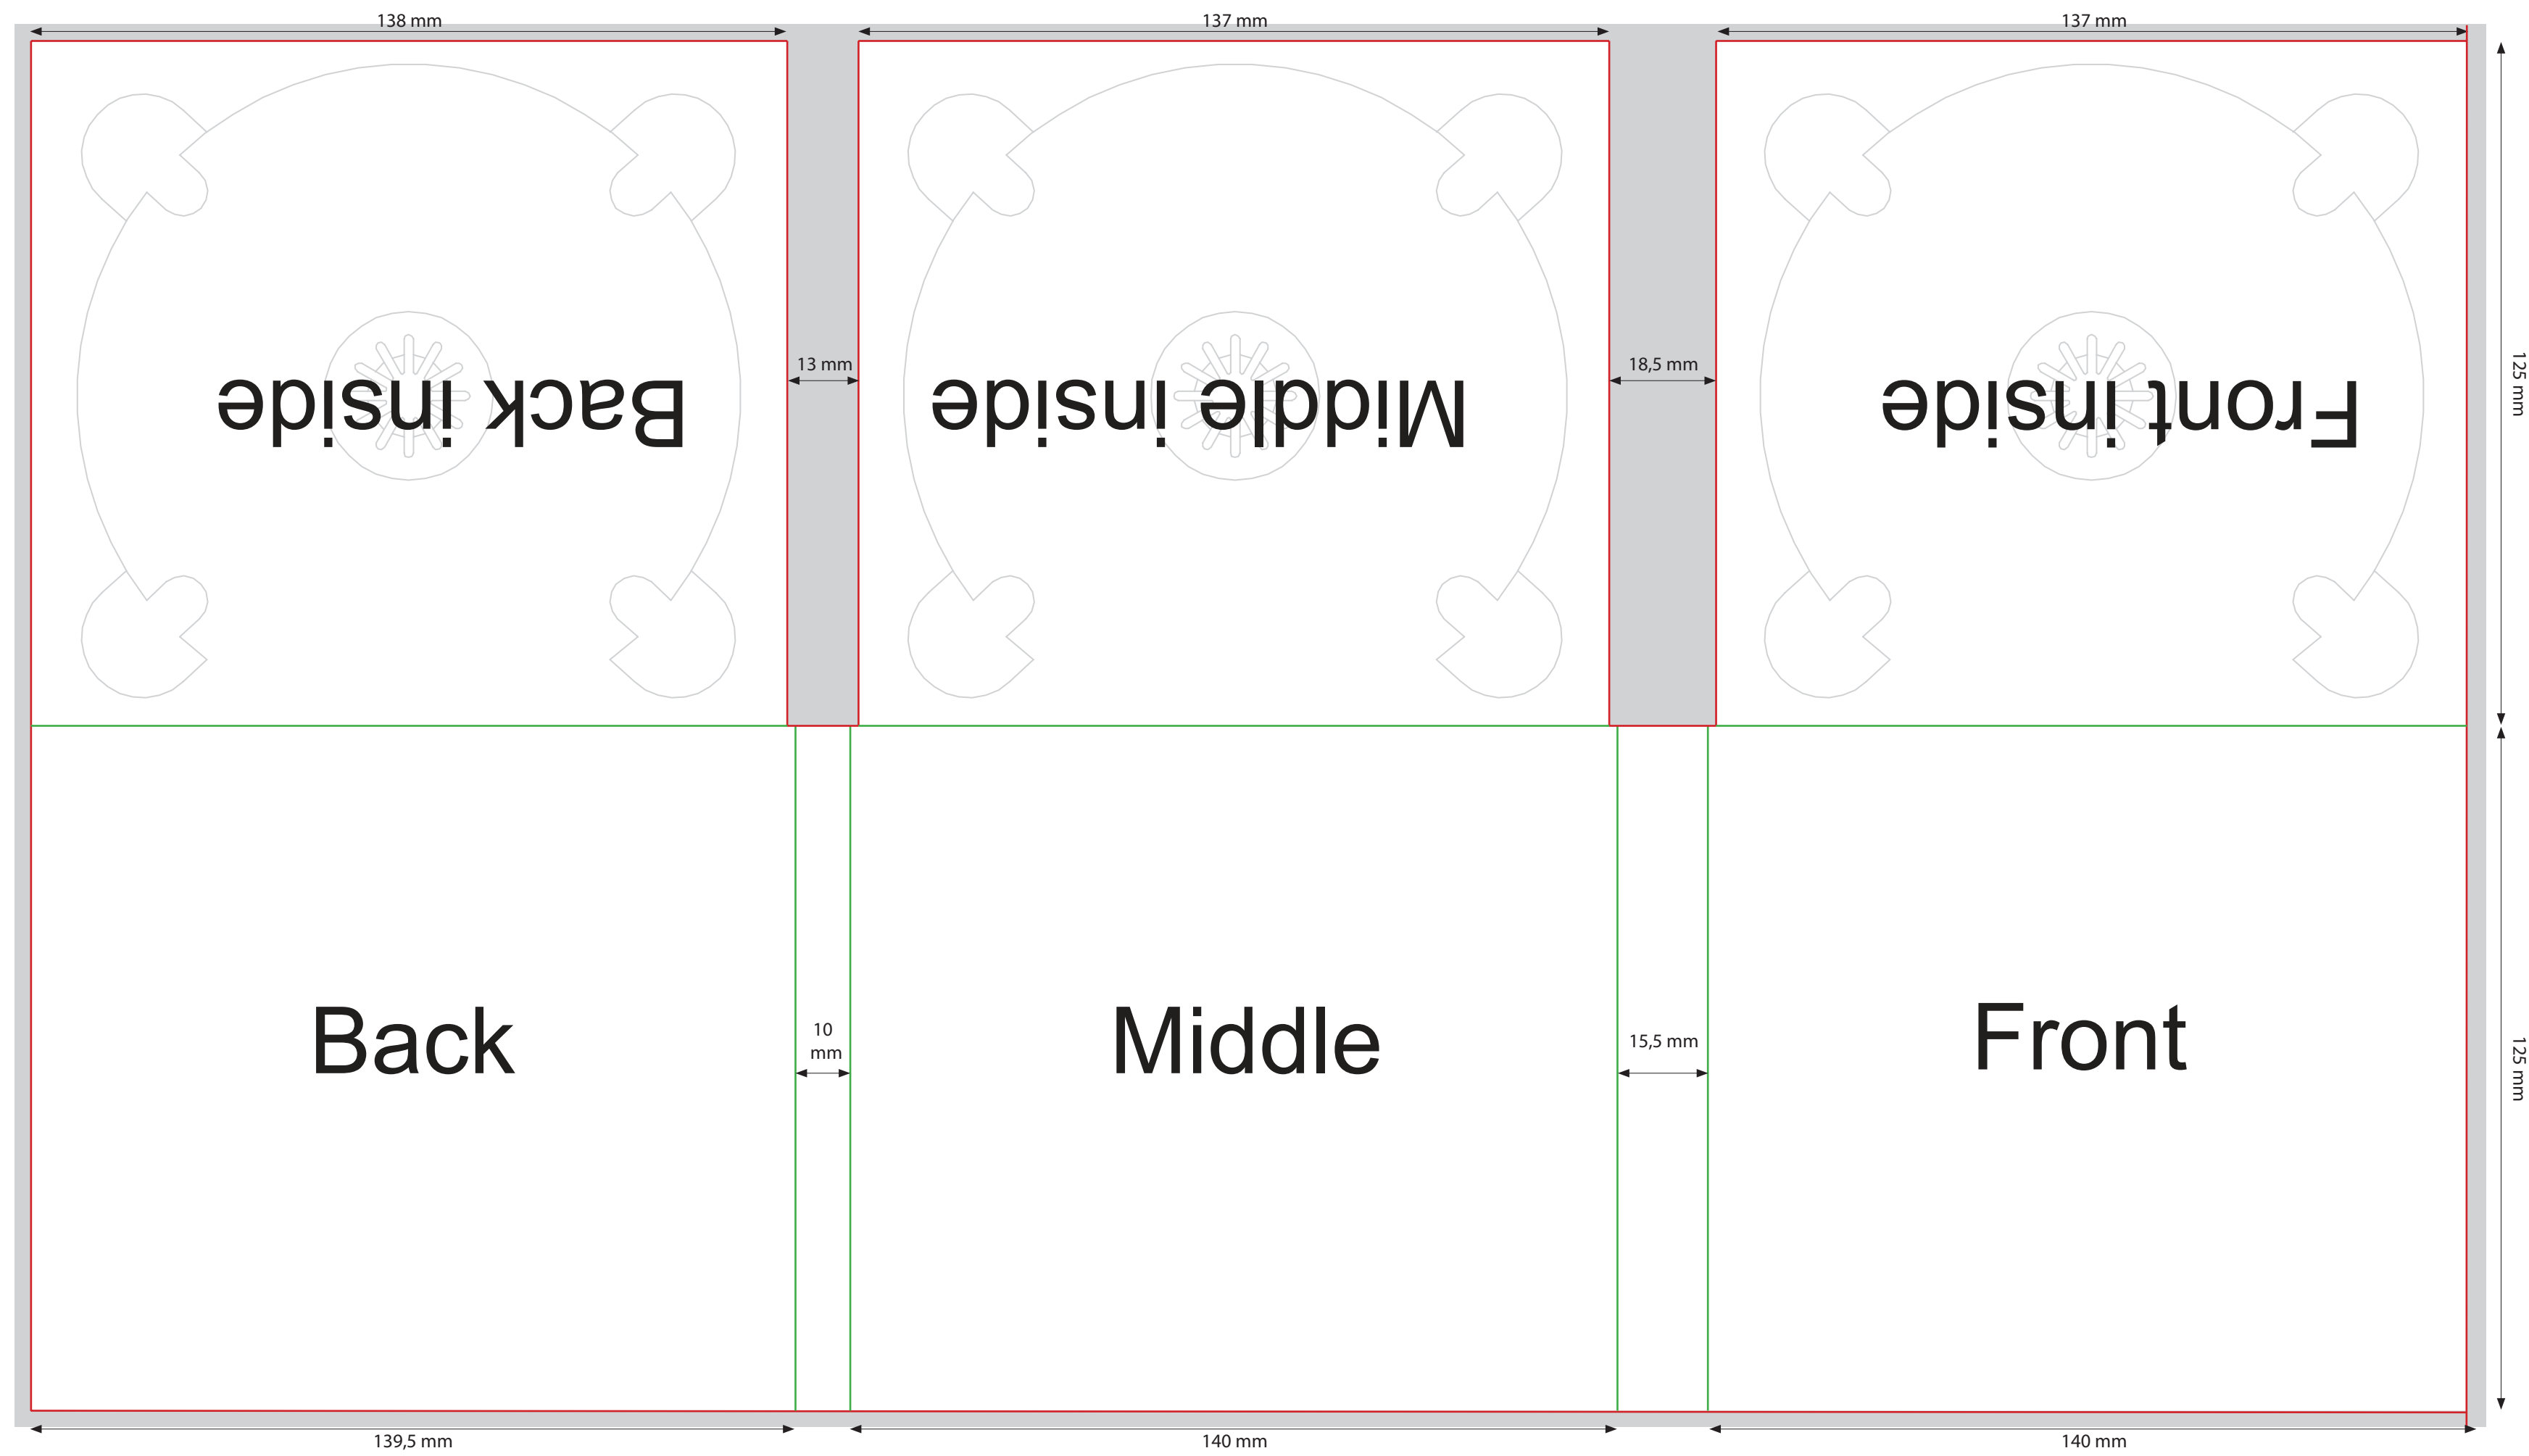 138 mm
137 mm
137 mm
13 mm
18,5 mm
125 mm
Back inside
Middle inside
Front inside
Back
10
mm
Middle
15,5 mm
Front
125 mm
139,5 mm
140 mm
140 mm